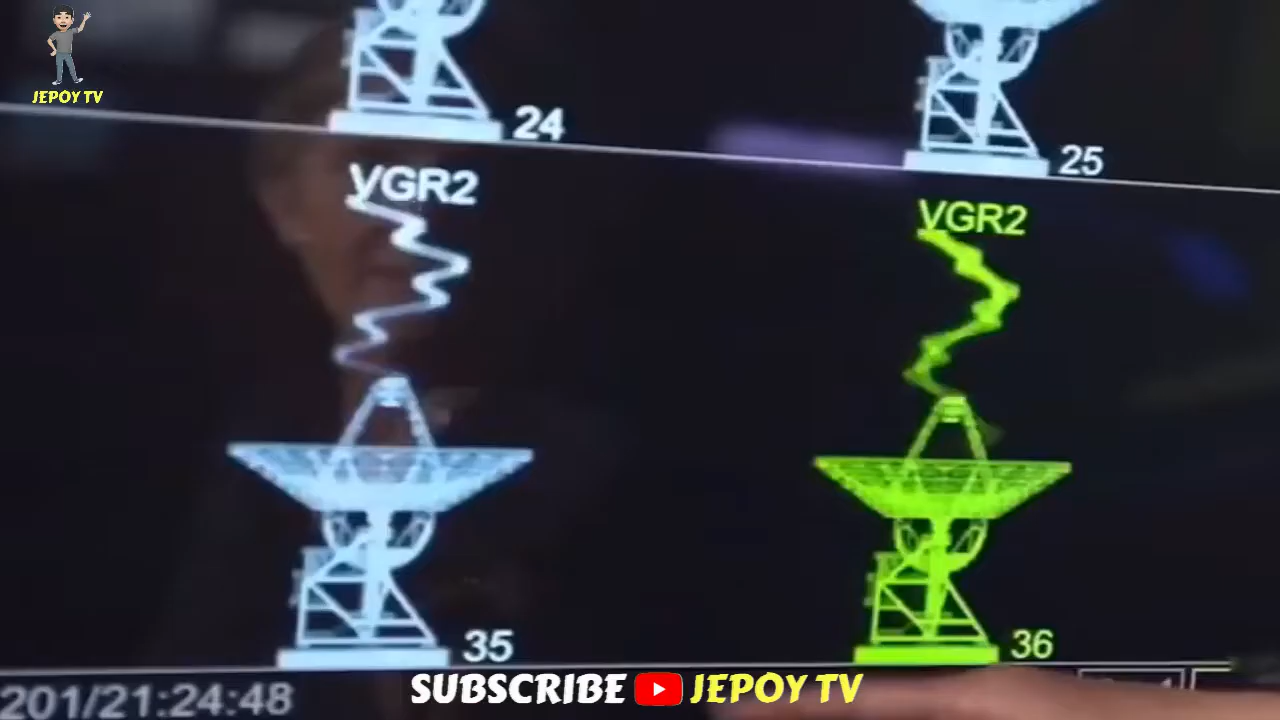 JEPOY TV
24
25
VGR2
VGR2
35
36
201/21:24:48
SUBSCRIBE JEPOY TV